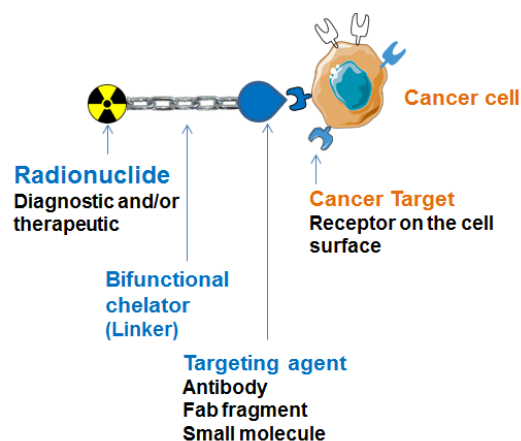 Cancer cell
Radionuclide
Diagnostic and/or
therapeutic
Cancer Target
Receptor on the cell
surface
Bifunctional
chelator
(Linker)
Targeting agent
Antibody
Fab fragment
Small molecule